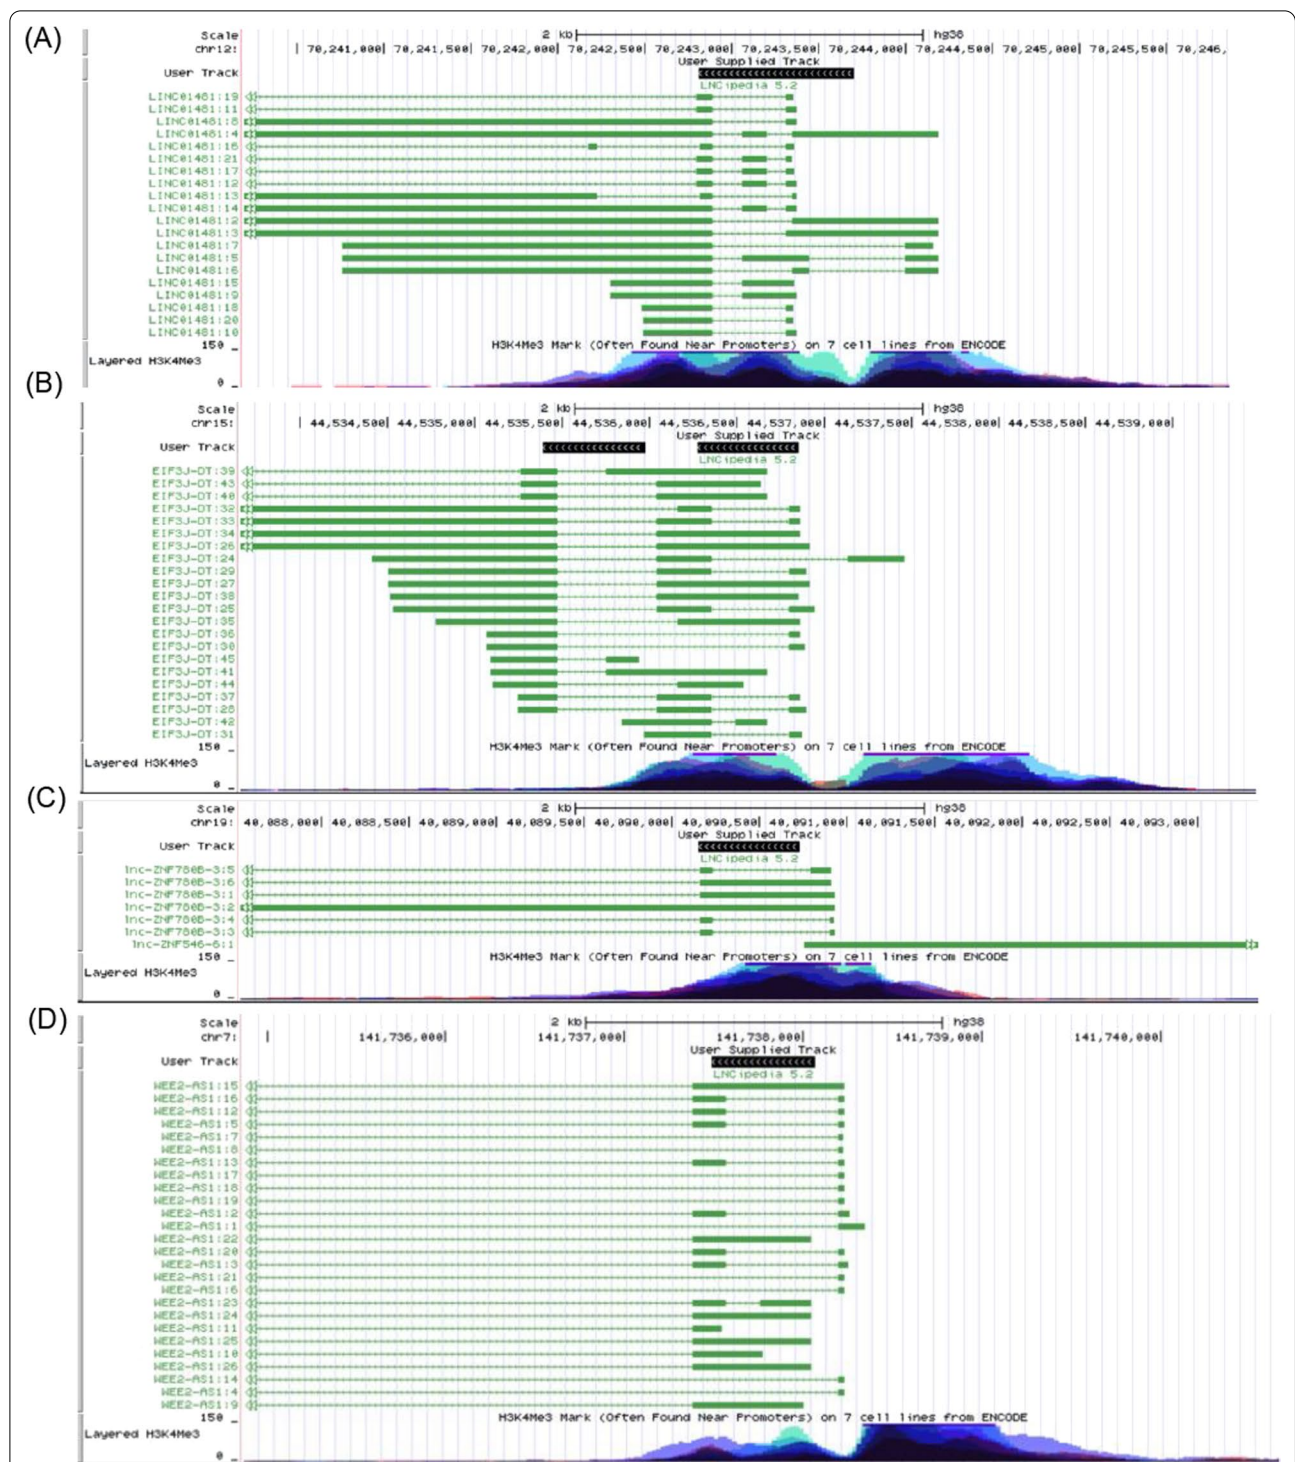 (A)
Scale 2 kb hg38
chr12: 70,241,000 70,241,500 70,242,000 70,242,500 70,243,000 70,243,500 70,244,000 70,244,500 70,245,000 70,245,500 70,246,
User Supplied Track
User Track
LNCipedia 5.2
LINC01481:19
LINC01481:11
LINC01481:8
LINC01481:4
LINC01481:16
LINC01481:21
LINC01481:17
LINC01481:12
LINC01481:13
LINC01481:14
LINC01481:2
LINC01481:3
LINC01481:7
LINC01481:5
LINC01481:6
LINC01481:15
LINC01481:9
LINC01481:18
LINC01481:20
LINC01481:10
H3K4Me3 Mark (Often Found Near Promoters) on 7 cell lines from ENCODE
150
Layered H3K4Me3
0
(B)
Scale 2 kb hg38
chr15: 44,534,500 44,535,000 44,535,500 44,536,000 44,536,500 44,537,000 44,537,500 44,538,000 44,538,500 44,539,000
User Supplied Track
User Track
LNCipedia 5.2
EIF3J-DT:39
EIF3J-DT:43
EIF3J-DT:40
EIF3J-DT:32
EIF3J-DT:33
EIF3J-DT:34
EIF3J-DT:26
EIF3J-DT:24
EIF3J-DT:29
EIF3J-DT:27
EIF3J-DT:38
EIF3J-DT:25
EIF3J-DT:35
EIF3J-DT:36
EIF3J-DT:30
EIF3J-DT:45
EIF3J-DT:41
EIF3J-DT:44
EIF3J-DT:37
EIF3J-DT:28
EIF3J-DT:42
EIF3J-DT:31
H3K4Me3 Mark (Often Found Near Promoters) on 7 cell lines from ENCODE
150
Layered H3K4Me3
0
(C)
Scale 2 kb hg38
chr19: 40,088,000 40,088,500 40,089,000 40,089,500 40,090,000 40,090,500 40,091,000 40,091,500 40,092,000 40,092,500 40,093,000
User Supplied Track
User Track
LNCipedia 5.2
lnc-ZNF780B-3:5
lnc-ZNF780B-3:6
lnc-ZNF780B-3:1
lnc-ZNF780B-3:2
lnc-ZNF780B-3:4
lnc-ZNF780B-3:3
lnc-ZNF546-6:1
H3K4Me3 Mark (Often Found Near Promoters) on 7 cell lines from ENCODE
150
Layered H3K4Me3
0
(D)
Scale 2 kb hg38
chr7: 141,736,000 141,737,000 141,738,000 141,739,000 141,740,000
User Supplied Track
User Track
LNCipedia 5.2
WEE2-AS1:15
WEE2-AS1:16
WEE2-AS1:12
WEE2-AS1:5
WEE2-AS1:7
WEE2-AS1:8
WEE2-AS1:13
WEE2-AS1:17
WEE2-AS1:18
WEE2-AS1:19
WEE2-AS1:2
WEE2-AS1:1
WEE2-AS1:22
WEE2-AS1:20
WEE2-AS1:3
WEE2-AS1:21
WEE2-AS1:6
WEE2-AS1:23
WEE2-AS1:24
WEE2-AS1:11
WEE2-AS1:25
WEE2-AS1:10
WEE2-AS1:26
WEE2-AS1:14
WEE2-AS1:4
WEE2-AS1:9
H3K4Me3 Mark (Often Found Near Promoters) on 7 cell lines from ENCODE
150
Layered H3K4Me3
0